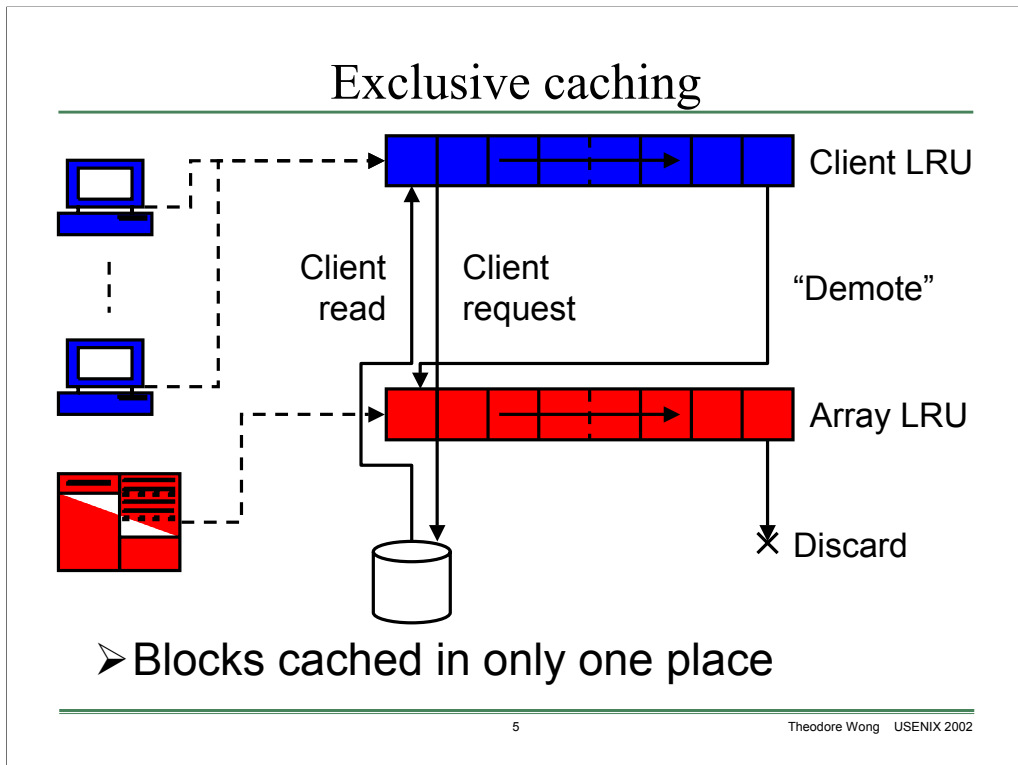 Exclusive caching
Client LRU
Client
read
Client
request
“Demote”
Array LRU
Discard
➢Blocks cached in only one place
5
Theodore Wong USENIX 2002